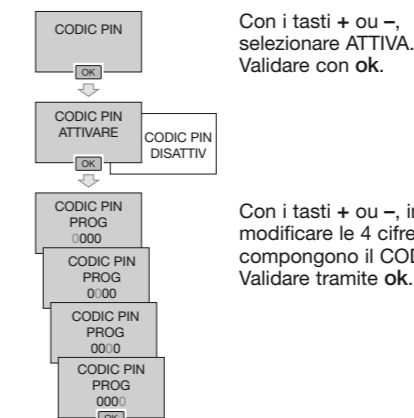 CODIC PIN
OK
Con i tasti + ou –,
selezionare ATTIVA.
Validare con ok.
CODIC PIN
ATTIVARE
OK
CODIC PIN
DISATTIV
CODIC PIN
PROG
0000
CODIC PIN
PROG
0000
CODIC PIN
PROG
0000
CODIC PIN
PROG
0000
OK
Con i tasti + ou –,
modificare le 4 cifre
compongono il
Validare tramite ok.